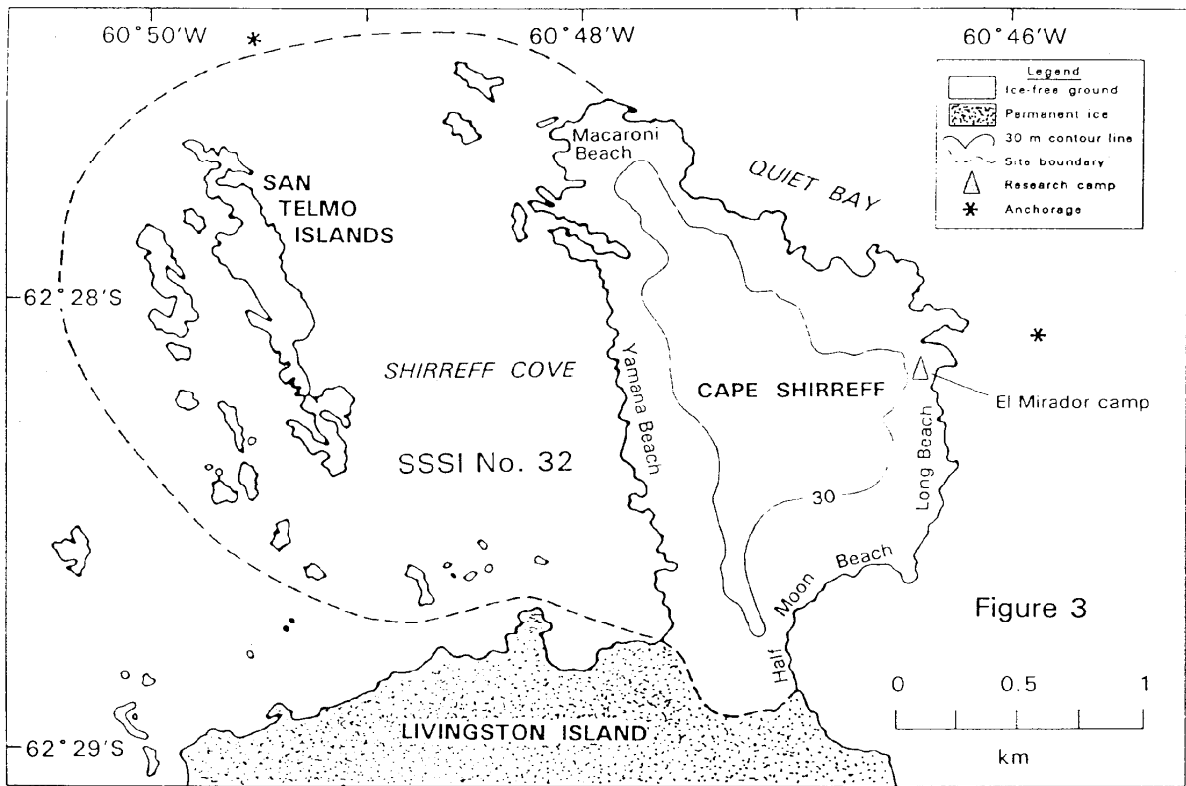 60°50'W
60°48'W
60°46'W
Legend
Ice-free ground
Permanent ice
30 m contour line
Site boundary
Research camp
Anchorage
Macaroni
Beach
QUIET BAY
SAN
TELMO
ISLANDS
62°28'S
SHIRREFF COVE
Yamana Beach
CAPE SHIRREFF
El Mirador camp
Long Beach
SSSI No. 32
30
Half Moon Beach
Figure 3
0 0.5 1
km
LIVINGSTON ISLAND
62°29'S